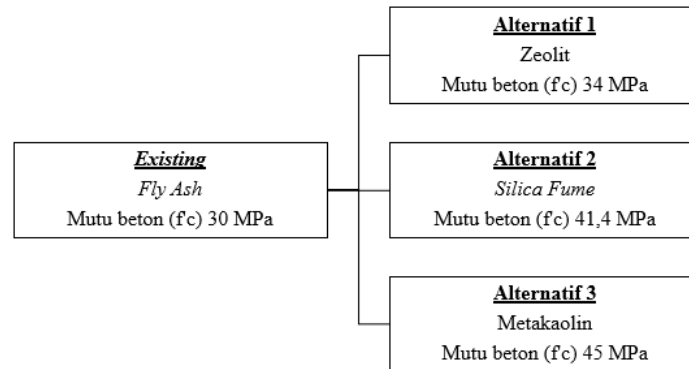 Alternatif 1
Zeolit
Mutu beton (f'c) 34 MPa
Existing
Fly Ash
Mutu beton (f'c) 30 MPa
Alternatif 2
Silica Fume
Mutu beton (f'c) 41,4 MPa
Alternatif 3
Metakaolin
Mutu beton (f'c) 45 MPa